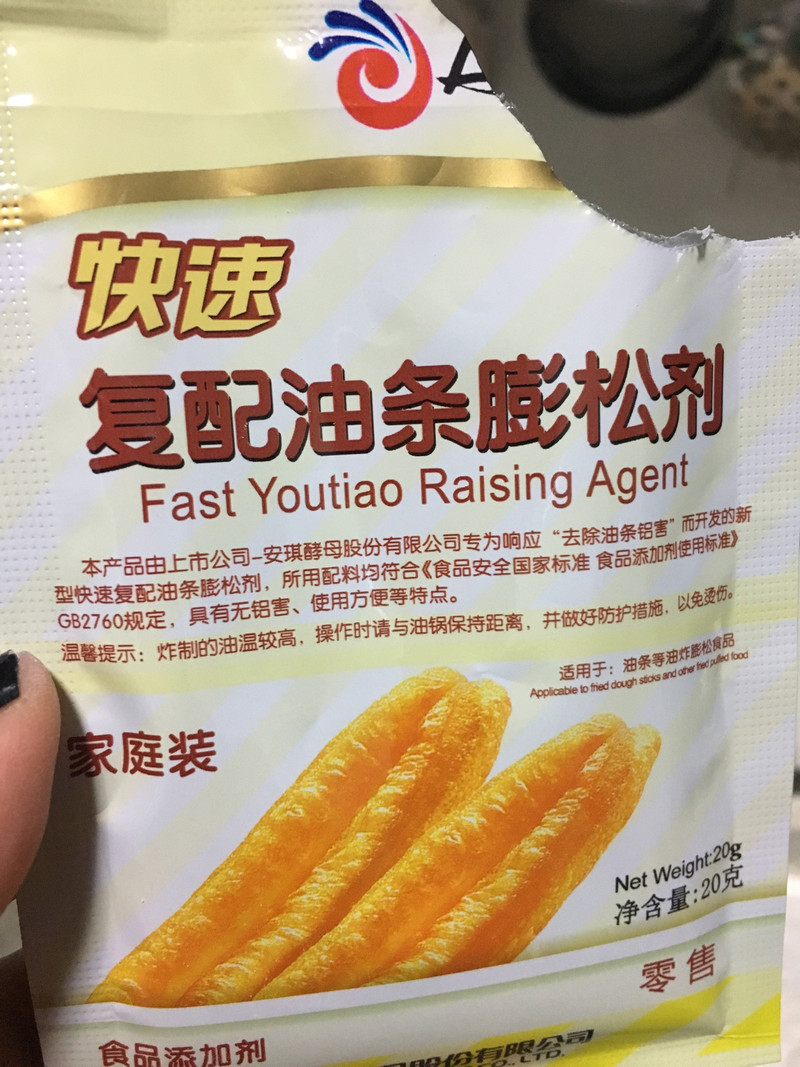 A
快速
复配油条膨松剂
Fast Youtiao Raising Agent
本产品由上市公司-安琪酵母股份有限公司专为响应“去除油条铝害”而开发的新
型快速复配油条膨松剂，所用配料均符合《食品安全国家标准 食品添加剂使用标准》
GB2760规定，具有无铝害、使用方便等特点。
温馨提示：炸制的油温较高，操作时请与油锅保持距离，并做好防护措施，以免烫伤。
适用于：油条等油炸膨松食品
Applicable to fried dough sticks and other fried puffed food
家庭装
Net Weight:20g
净含量:20克
零售
食品添加剂
股份有限公司
CO., LTD.